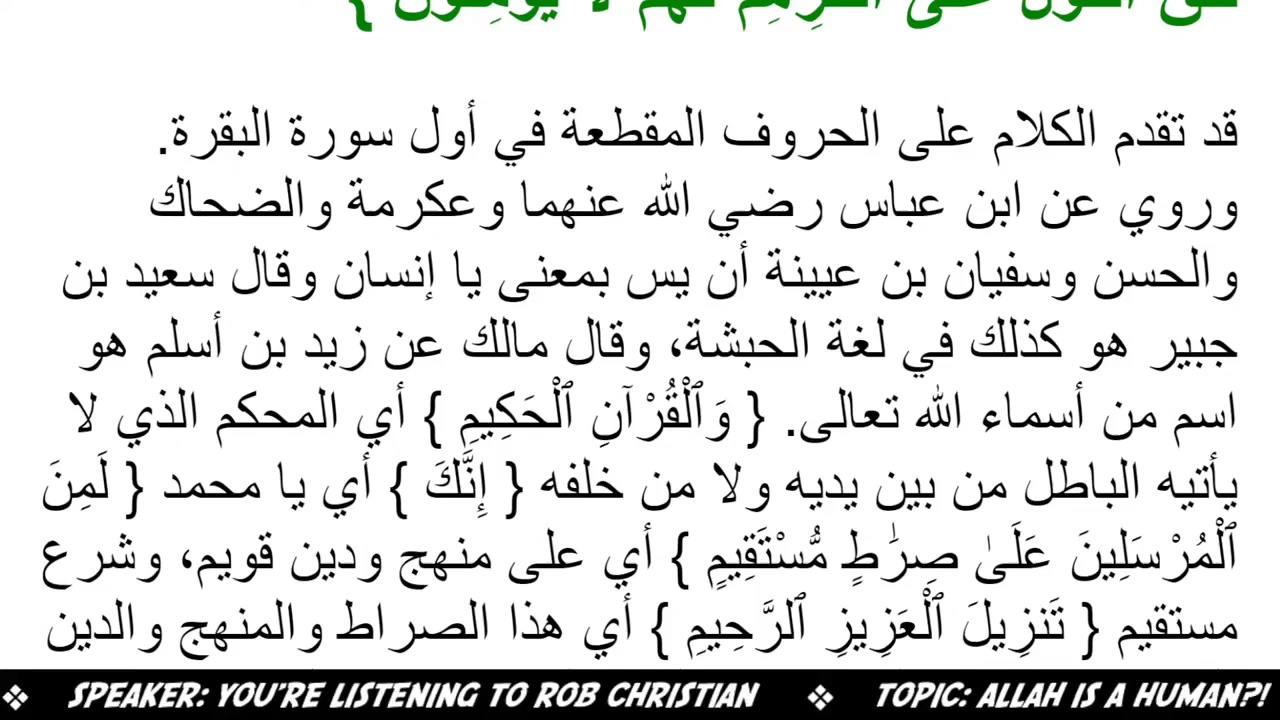 قد تقدم الكلام على الحروف المقطعة في أول سورة البقرة.
وروي عن ابن عباس رضي الله عنهما وعكرمة والضحاك
والحسن وسفيان بن عيينة أن يس بمعنى يا إنسان وقال سعيد بن
جبير هو كذلك في لغة الحبشة، وقال مالك عن زيد بن أسلم هو
اسم من أسماء الله تعالى. { وَٱلْقُرْآنِ ٱلْحَكِيمِ } أي المحكم الذي لا
يأتيه الباطل من بين يديه ولا من خلفه { إِنَّكَ } أي يا محمد { لَمِنَ
ٱلْمُرْسَلِينَ عَلَىٰ صِرَٰطٍ مُّسْتَقِيمٍ } أي على منهج ودين قويم، وشرع
مستقيم { تَنزِيلَ ٱلْعَزِيزِ ٱلرَّحِيمِ } أي هذا الصراط والمنهج والدين
❖ SPEAKER: YOU'RE LISTENING TO ROB CHRISTIAN ❖ TOPIC: ALLAH IS A HUMAN?!